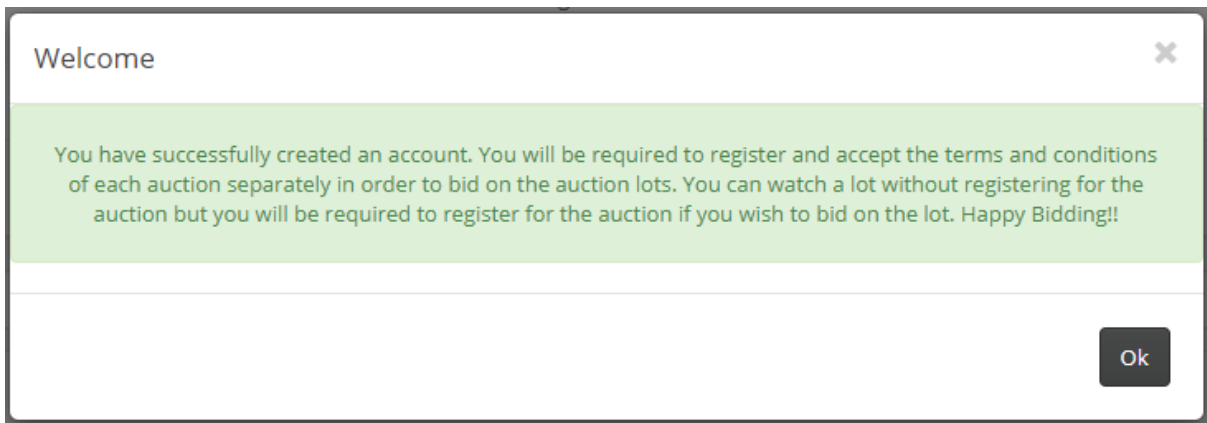 Welcome
You have successfully created an account. You will be required to register and accept the terms and conditions
of each auction separately in order to bid on the auction lots. You can watch a lot without registering for the
auction but you will be required to register for the auction if you wish to bid on the lot. Happy Bidding!!
Ok